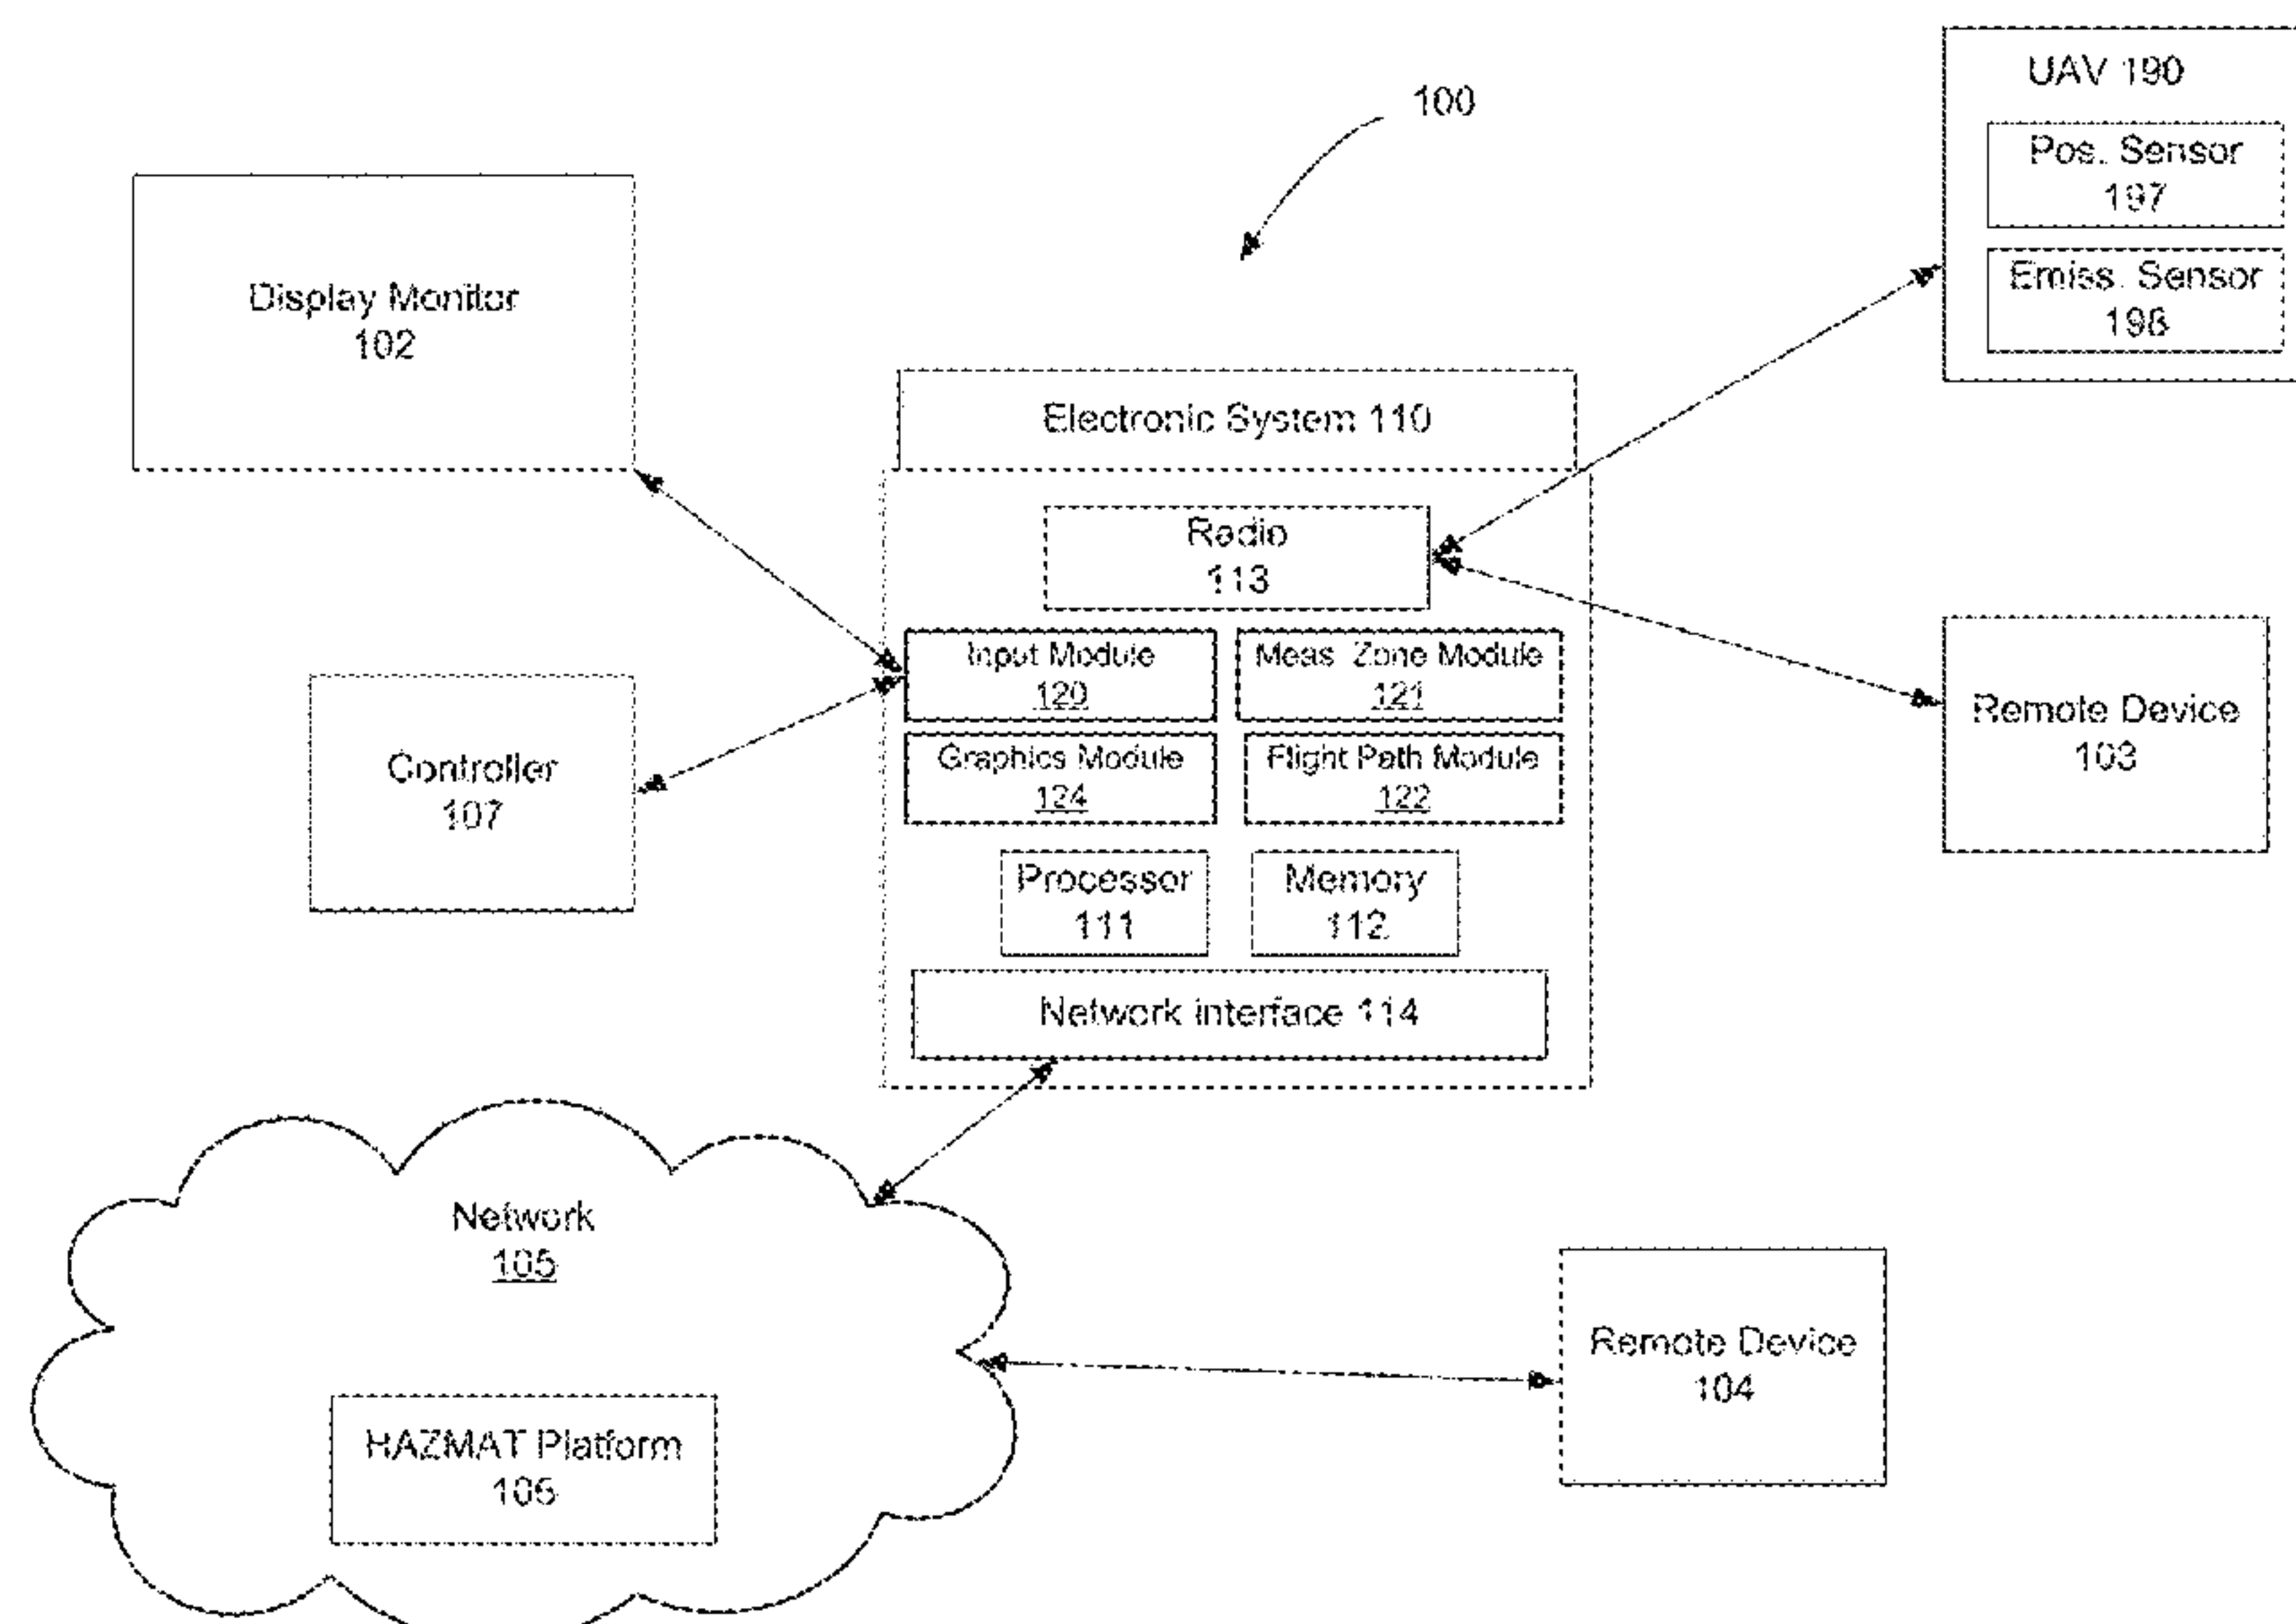 100
UAV 190
Pos. Sensor
197
Emiss. Sensor
198
Display Monitor
102
Electronic System 110
Radio
113
Input Module
120
Meas. Zone Module
121
Graphics Module
124
Flight Path Module
122
Controller
107
Remote Device
103
Processor
111
Memory
112
Network interface 114
Network
105
HAZMAT Platform
106
Remote Device
104